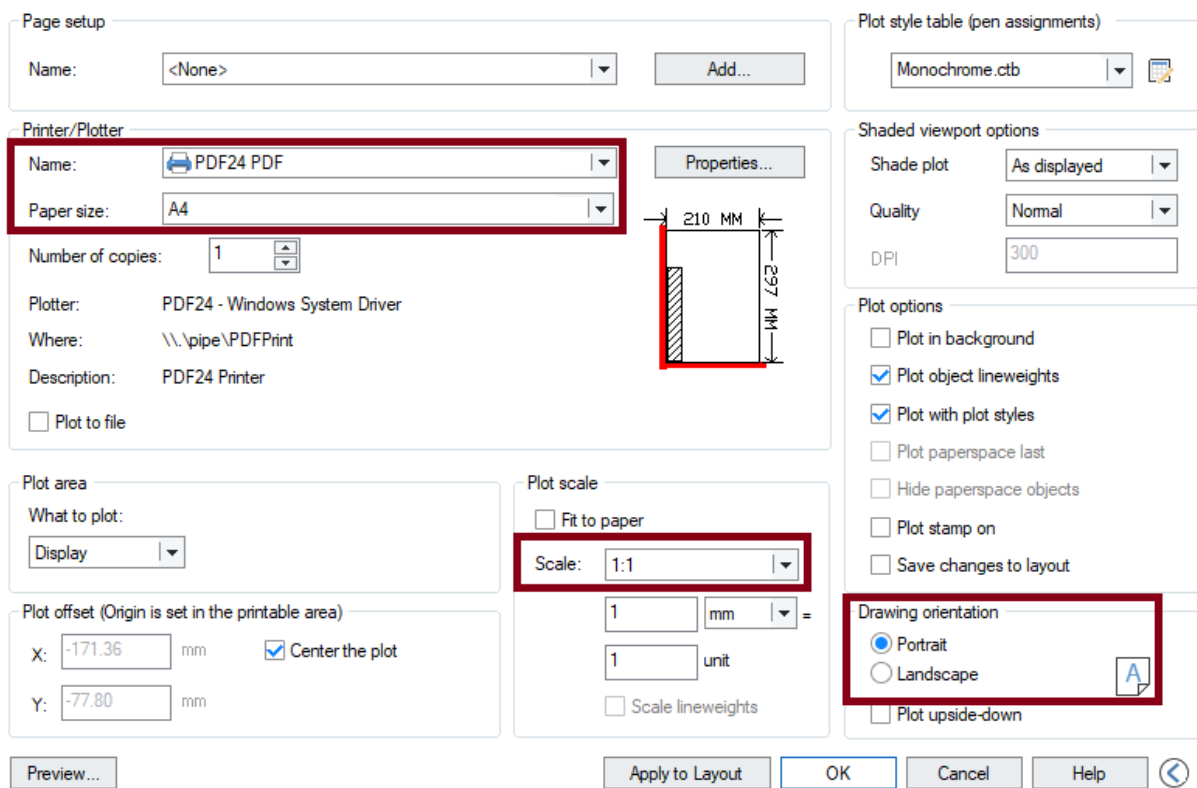 Page setup
Name: <None> Add...
Plot style table (pen assignments)
Monochrome.ctb
Printer/Plotter
Name: PDF24 PDF Properties...
Paper size: A4
Number of copies: 1
Plotter: PDF24 - Windows System Driver
Where: \\.\pipe\PDFPrint
Description: PDF24 Printer
Plot to file
210 MM
297 MM
Shaded viewport options
Shade plot As displayed
Quality Normal
DPI 300
Plot options
Plot in background
Plot object lineweights
Plot with plot styles
Plot paperspace last
Hide paperspace objects
Plot stamp on
Save changes to layout
Plot area
What to plot:
Display
Plot scale
Fit to paper
Scale: 1:1
1 mm =
1 unit
Scale lineweights
Plot offset (Origin is set in the printable area)
X: -171.36 mm Center the plot
Y: -77.80 mm
Drawing orientation
Portrait
Landscape
A
Plot upside-down
Preview... Apply to Layout OK Cancel Help